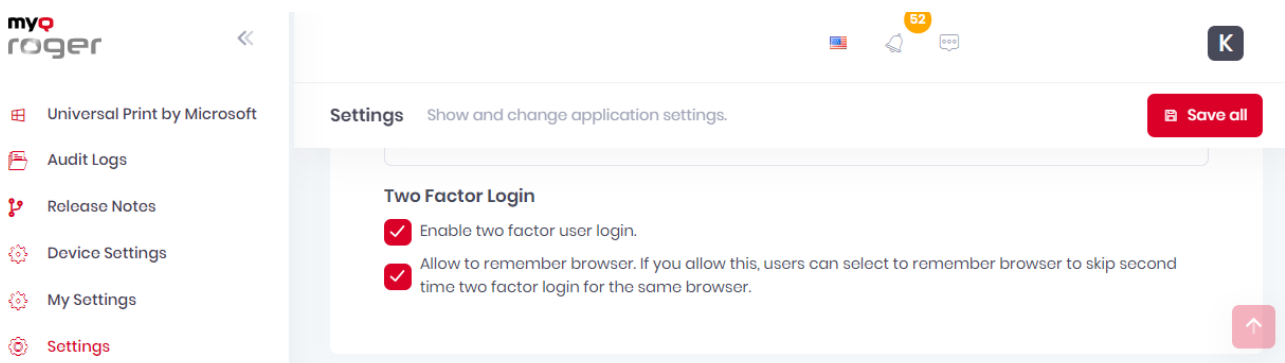 myQ
roger
52
K
Universal Print by Microsoft
Settings Show and change application settings.
Save all
Audit Logs
Release Notes
Device Settings
My Settings
Settings
Two Factor Login
Enable two factor user login.
Allow to remember browser. If you allow this, users can select to remember browser to skip second
time two factor login for the same browser.